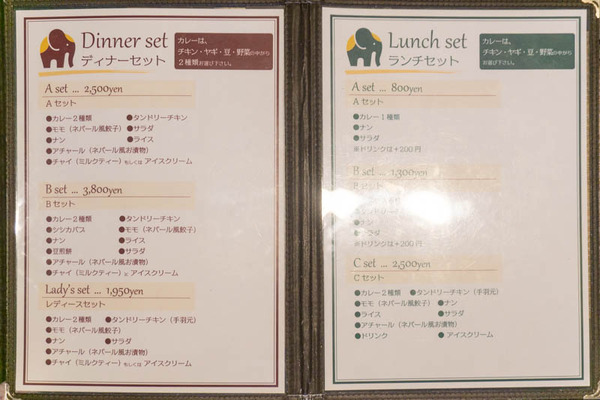 Dinner set
ディナーセット
カレーは、
チキン・ヤギ・豆・野菜の中から
２種類お選び下さい。
A set ... 2,500yen
Aセット
●カレー２種類 ●タンドリーチキン
●モモ（ネパール風餃子） ●サラダ
●ナン ●ライス
●アチャール（ネパール風お漬物）
●チャイ（ミルクティー）もしくは アイスクリーム
B set ... 3,800yen
Bセット
●カレー２種類 ●タンドリーチキン
●シシカバス ●モモ（ネパール風餃子）
●ナン ●ライス
●豆煎餅 ●サラダ
●アチャール（ネパール風お漬物）
●チャイ（ミルクティー） アイスクリーム
Lady's set ... 1,950yen
レディースセット
●カレー２種類 ●タンドリーチキン（手羽元）
●モモ（ネパール風餃子）
●ナン ●サラダ
●アチャール（ネパール風お漬物）
●チャイ（ミルクティー）もしくは アイスクリーム
Lunch set
ランチセット
カレーは、
チキン・ヤギ・豆・野菜の中から
お選び下さい。
A set ... 800yen
Aセット
●カレー１種類
●ナン
●サラダ
※ドリンクは＋200円
B set ... 1,300yen
Bセット
●ナン
●サラダ
※ドリンクは＋200円
C set ... 2,500yen
Cセット
●カレー２種類 ●タンドリーチキン（手羽元）
●モモ（ネパール風餃子） ●ナン
●ライス ●サラダ
●アチャール（ネパール風お漬物）
●ドリンク ●アイスクリーム